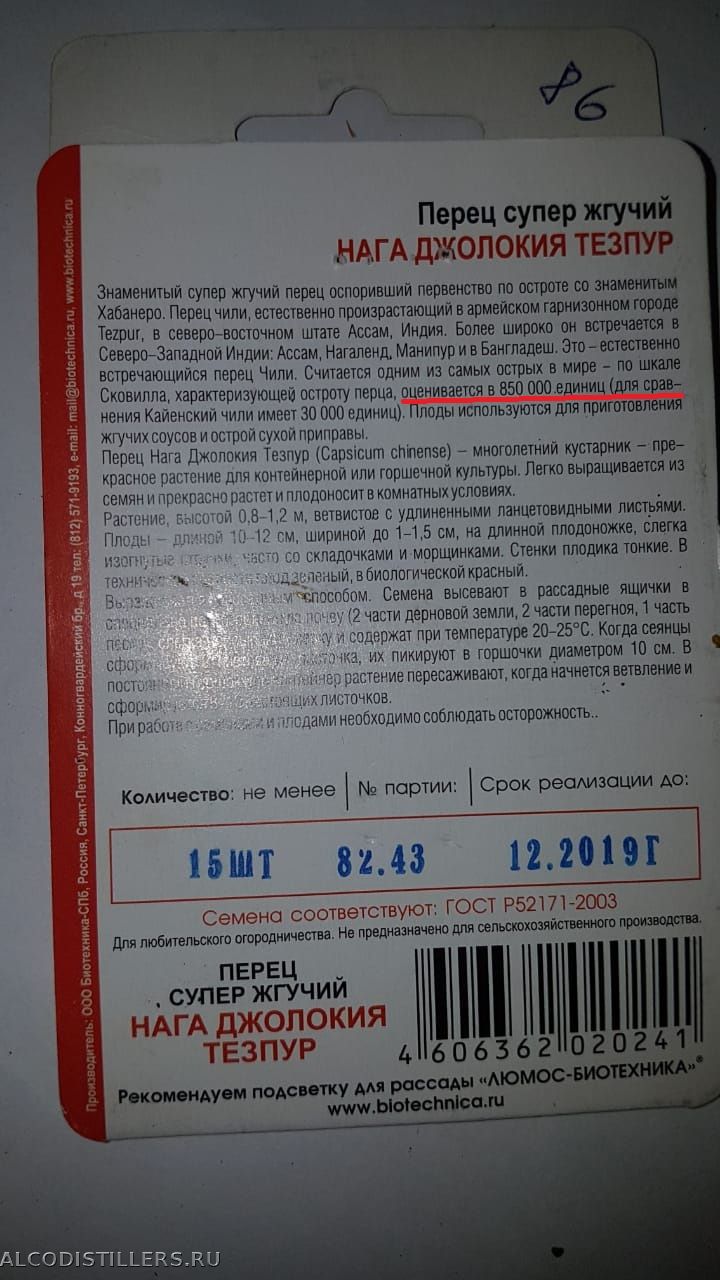 86
Перец супер жгучий
НАГА ДЖОЛОКИЯ ТЕЗПУР
Знаменитый супер жгучий перец оспоривший первенство по остроте со знаменитым
Хабанеро. Перец чили, естественно произрастающий в армейском гарнизонном городе
Tezpur, в северо–восточном штате Ассам, Индия. Более широко он встречается в
Северо–Западной Индии: Ассам, Нагаленд, Манипур и в Бангладеш. Это – естественно
встречающийся перец Чили. Считается одним из самых острых в мире – по шкале
Сковилла, характеризующей остроту перца, оценивается в 850 000 единиц (для срав–
нения Кайенский чили имеет 30 000 единиц). Плоды используются для приготовления
жгучих соусов и острой сухой приправы.
Перец Нага Джолокия Тезпур (Capsicum chinense) – многолетний кустарник – пре–
красное растение для контейнерной или горшечной культуры. Легко выращивается из
семян и прекрасно растет и плодоносит в комнатных условиях.
Растение, высотой 0,8–1,2 м, ветвистое с удлиненными ланцетовидными листьями.
Плоды – длиной 10–12 см, шириной до 1–1,5 см, на длинной плодоножке, слегка
изогнутые часто со складочками и морщинками. Стенки плодика тонкие. В
зеленый, в биологической красный.
способом. Семена высевают в рассадные ящички в
почву (2 части дерновой земли, 2 части перегноя, 1 часть
и содержат при температуре 20–25°С. Когда сеянцы
их пикируют в горшочки диаметром 10 см. В
растение пересаживают, когда начнется ветвление и
листочков.
При работе и плодами необходимо соблюдать осторожность..
Количество: не менее № партии: Срок реализации до:
15ШТ 82.43 12.2019Г
Семена соответствуют: ГОСТ Р52171-2003
Для любительского огородничества. Не предназначено для сельскохозяйственного производства.
ПЕРЕЦ
СУПЕР ЖГУЧИЙ
НАГА ДЖОЛОКИЯ
ТЕЗПУР
4 606362 020241
Рекомендуем подсветку для рассады «ЛЮМОС-БИОТЕХНИКА»®
www.biotechnica.ru
Производитель: ООО Биотехника-СПб, Россия, Санкт-Петербург, Конногвардейский бр., д 19 тел: (812) 571-9193, e-mail: mail@biotechnica.ru, www.biotechnica.ru
ALCODISTILLERS.RU